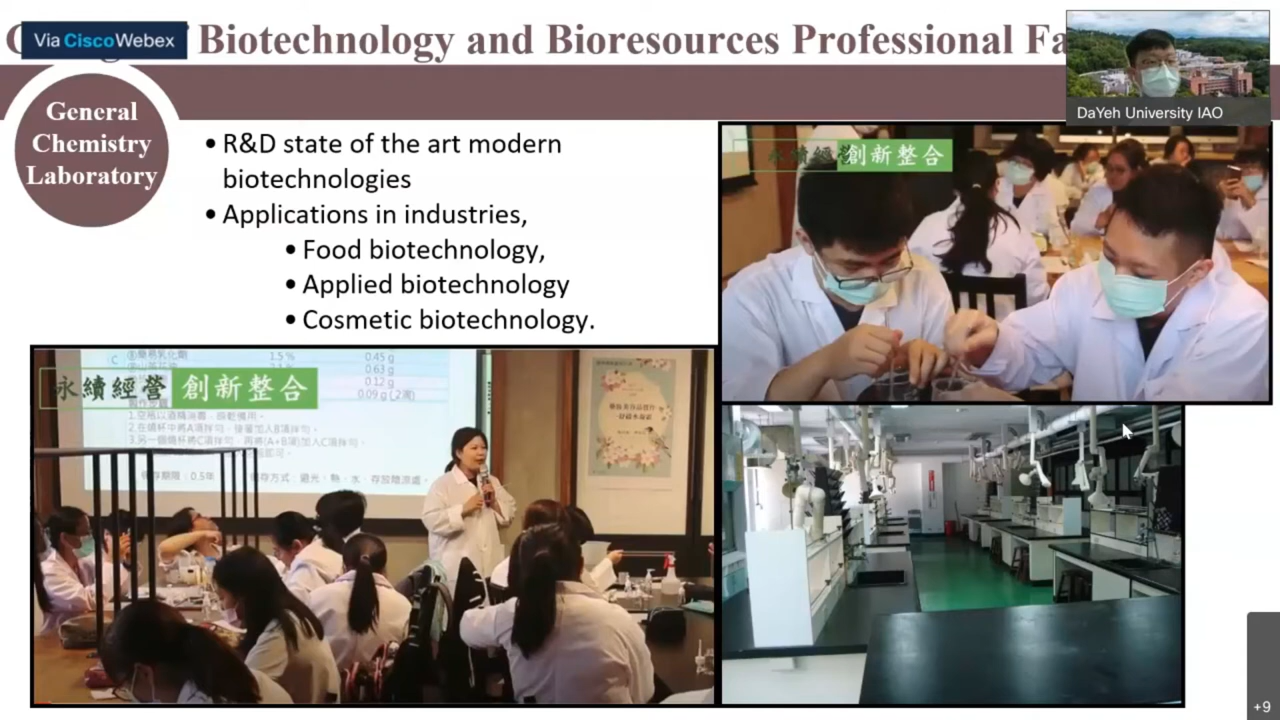 Via Cisco Webex
Biotechnology and Bioresources Professional Fa
DaYeh University IAO
General
Chemistry
Laboratory
• R&D state of the art modern
biotechnologies
• Applications in industries,
• Food biotechnology,
• Applied biotechnology
• Cosmetic biotechnology.
永續經營 創新整合
永續經營 創新整合
C
1.5 %
0.45 g
0.63 g
0.12 g
0.09 g (2滴)
+9